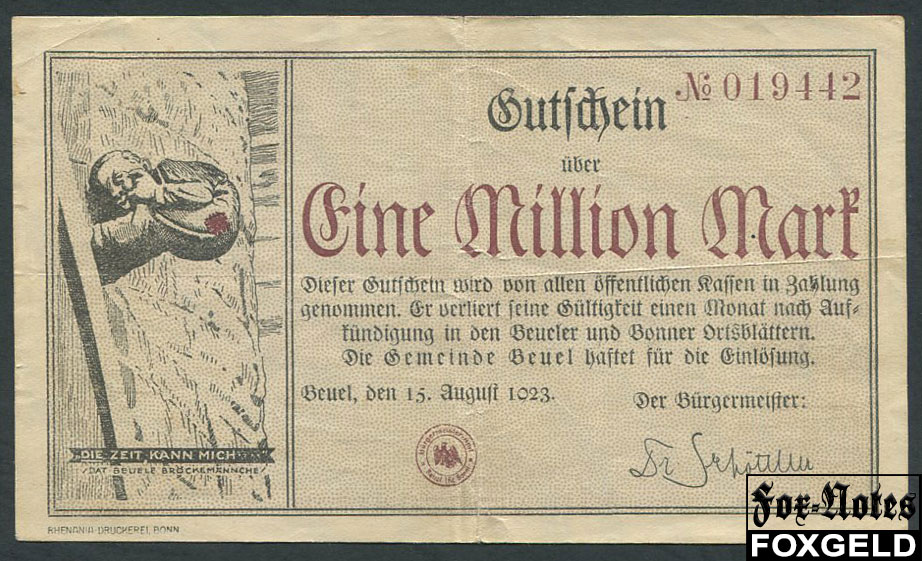 Gutschein
№ 019442
über
Eine Million Mark
Dieser Gutschein wird von allen öffentlichen Kassen in Zahlung
genommen. Er verliert seine Gültigkeit einen Monat nach Auf-
kündigung in den Beueler und Bonner Ortsblättern.
Die Gemeinde Beuel haftet für die Einlösung.
Beuel, den 15. August 1923.
Der Bürgermeister:
Dr
DIE ZEIT KANN MICH
DAT BEUELE BRÖCKEMÄNNCHE
RHENANIA-DRUCKEREI, BONN
Fox-Notes
FOXGELD